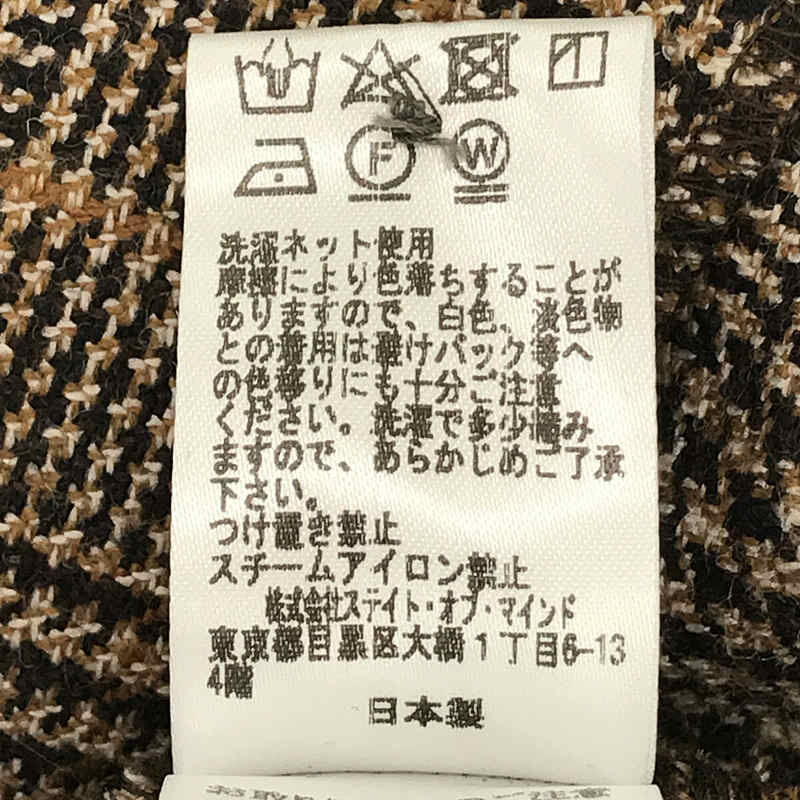 F W
洗濯ネット使用
摩擦により色落ちすることが
ありますので、白色、淡色物
との着用は避けバッグ等へ
の色移りにも十分ご注意
ください。洗濯で多少縮み
ますので、あらかじめご了承
下さい。
つけ置き禁止
スチームアイロン禁止
株式会社ステイト・オブ・マインド
東京都目黒区大橋1丁目6-13
4階
日本製
ご注意